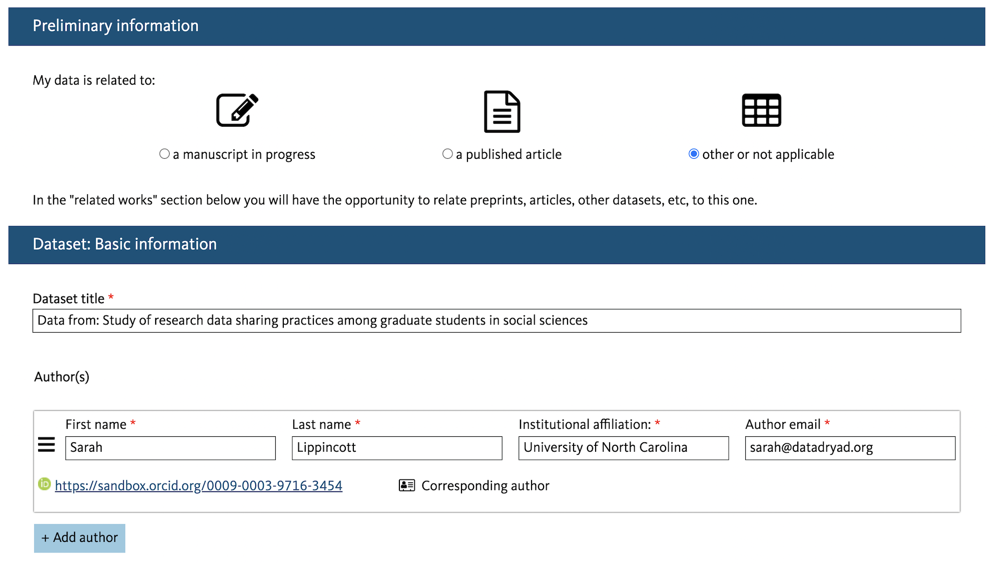 Preliminary information
My data is related to:
a manuscript in progress
a published article
other or not applicable
In the "related works" section below you will have the opportunity to relate preprints, articles, other datasets, etc, to this one.
Dataset: Basic information
Dataset title *
Data from: Study of research data sharing practices among graduate students in social sciences
Author(s)
First name * Last name * Institutional affiliation: * Author email *
Sarah Lippincott University of North Carolina sarah@datadryad.org
iD https://sandbox.orcid.org/0009-0003-9716-3454 Corresponding author
+ Add author